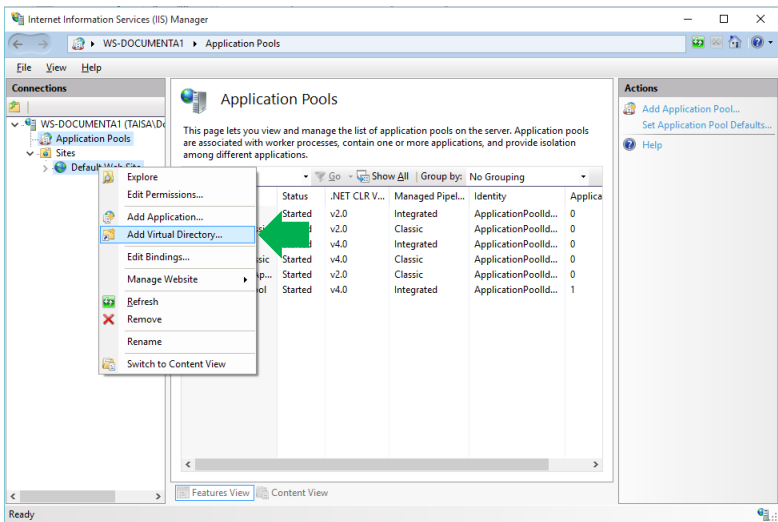 Internet Information Services (IIS) Manager
WS-DOCUMENTA1 Application Pools
File View Help
Connections
WS-DOCUMENTA1 (TAISA\Do
Application Pools
Sites
Default Web Site
Explore
Edit Permissions...
Add Application...
Add Virtual Directory...
Edit Bindings...
Manage Website
Refresh
Remove
Rename
Switch to Content View
Application Pools
This page lets you view and manage the list of application pools on the server. Application pools
are associated with worker processes, contain one or more applications, and provide isolation
among different applications.
Go Show All Group by: No Grouping
Status .NET CLR V... Managed Pipel... Identity Applica
Started v2.0 Integrated ApplicationPoolId... 0
v2.0 Classic ApplicationPoolId... 0
v4.0 Integrated ApplicationPoolId... 0
sic Started v4.0 Classic ApplicationPoolId... 0
Ap... Started v2.0 Classic ApplicationPoolId... 0
ol Started v4.0 Integrated ApplicationPoolId... 1
Features View Content View
Actions
Add Application Pool...
Set Application Pool Defaults...
Help
Ready